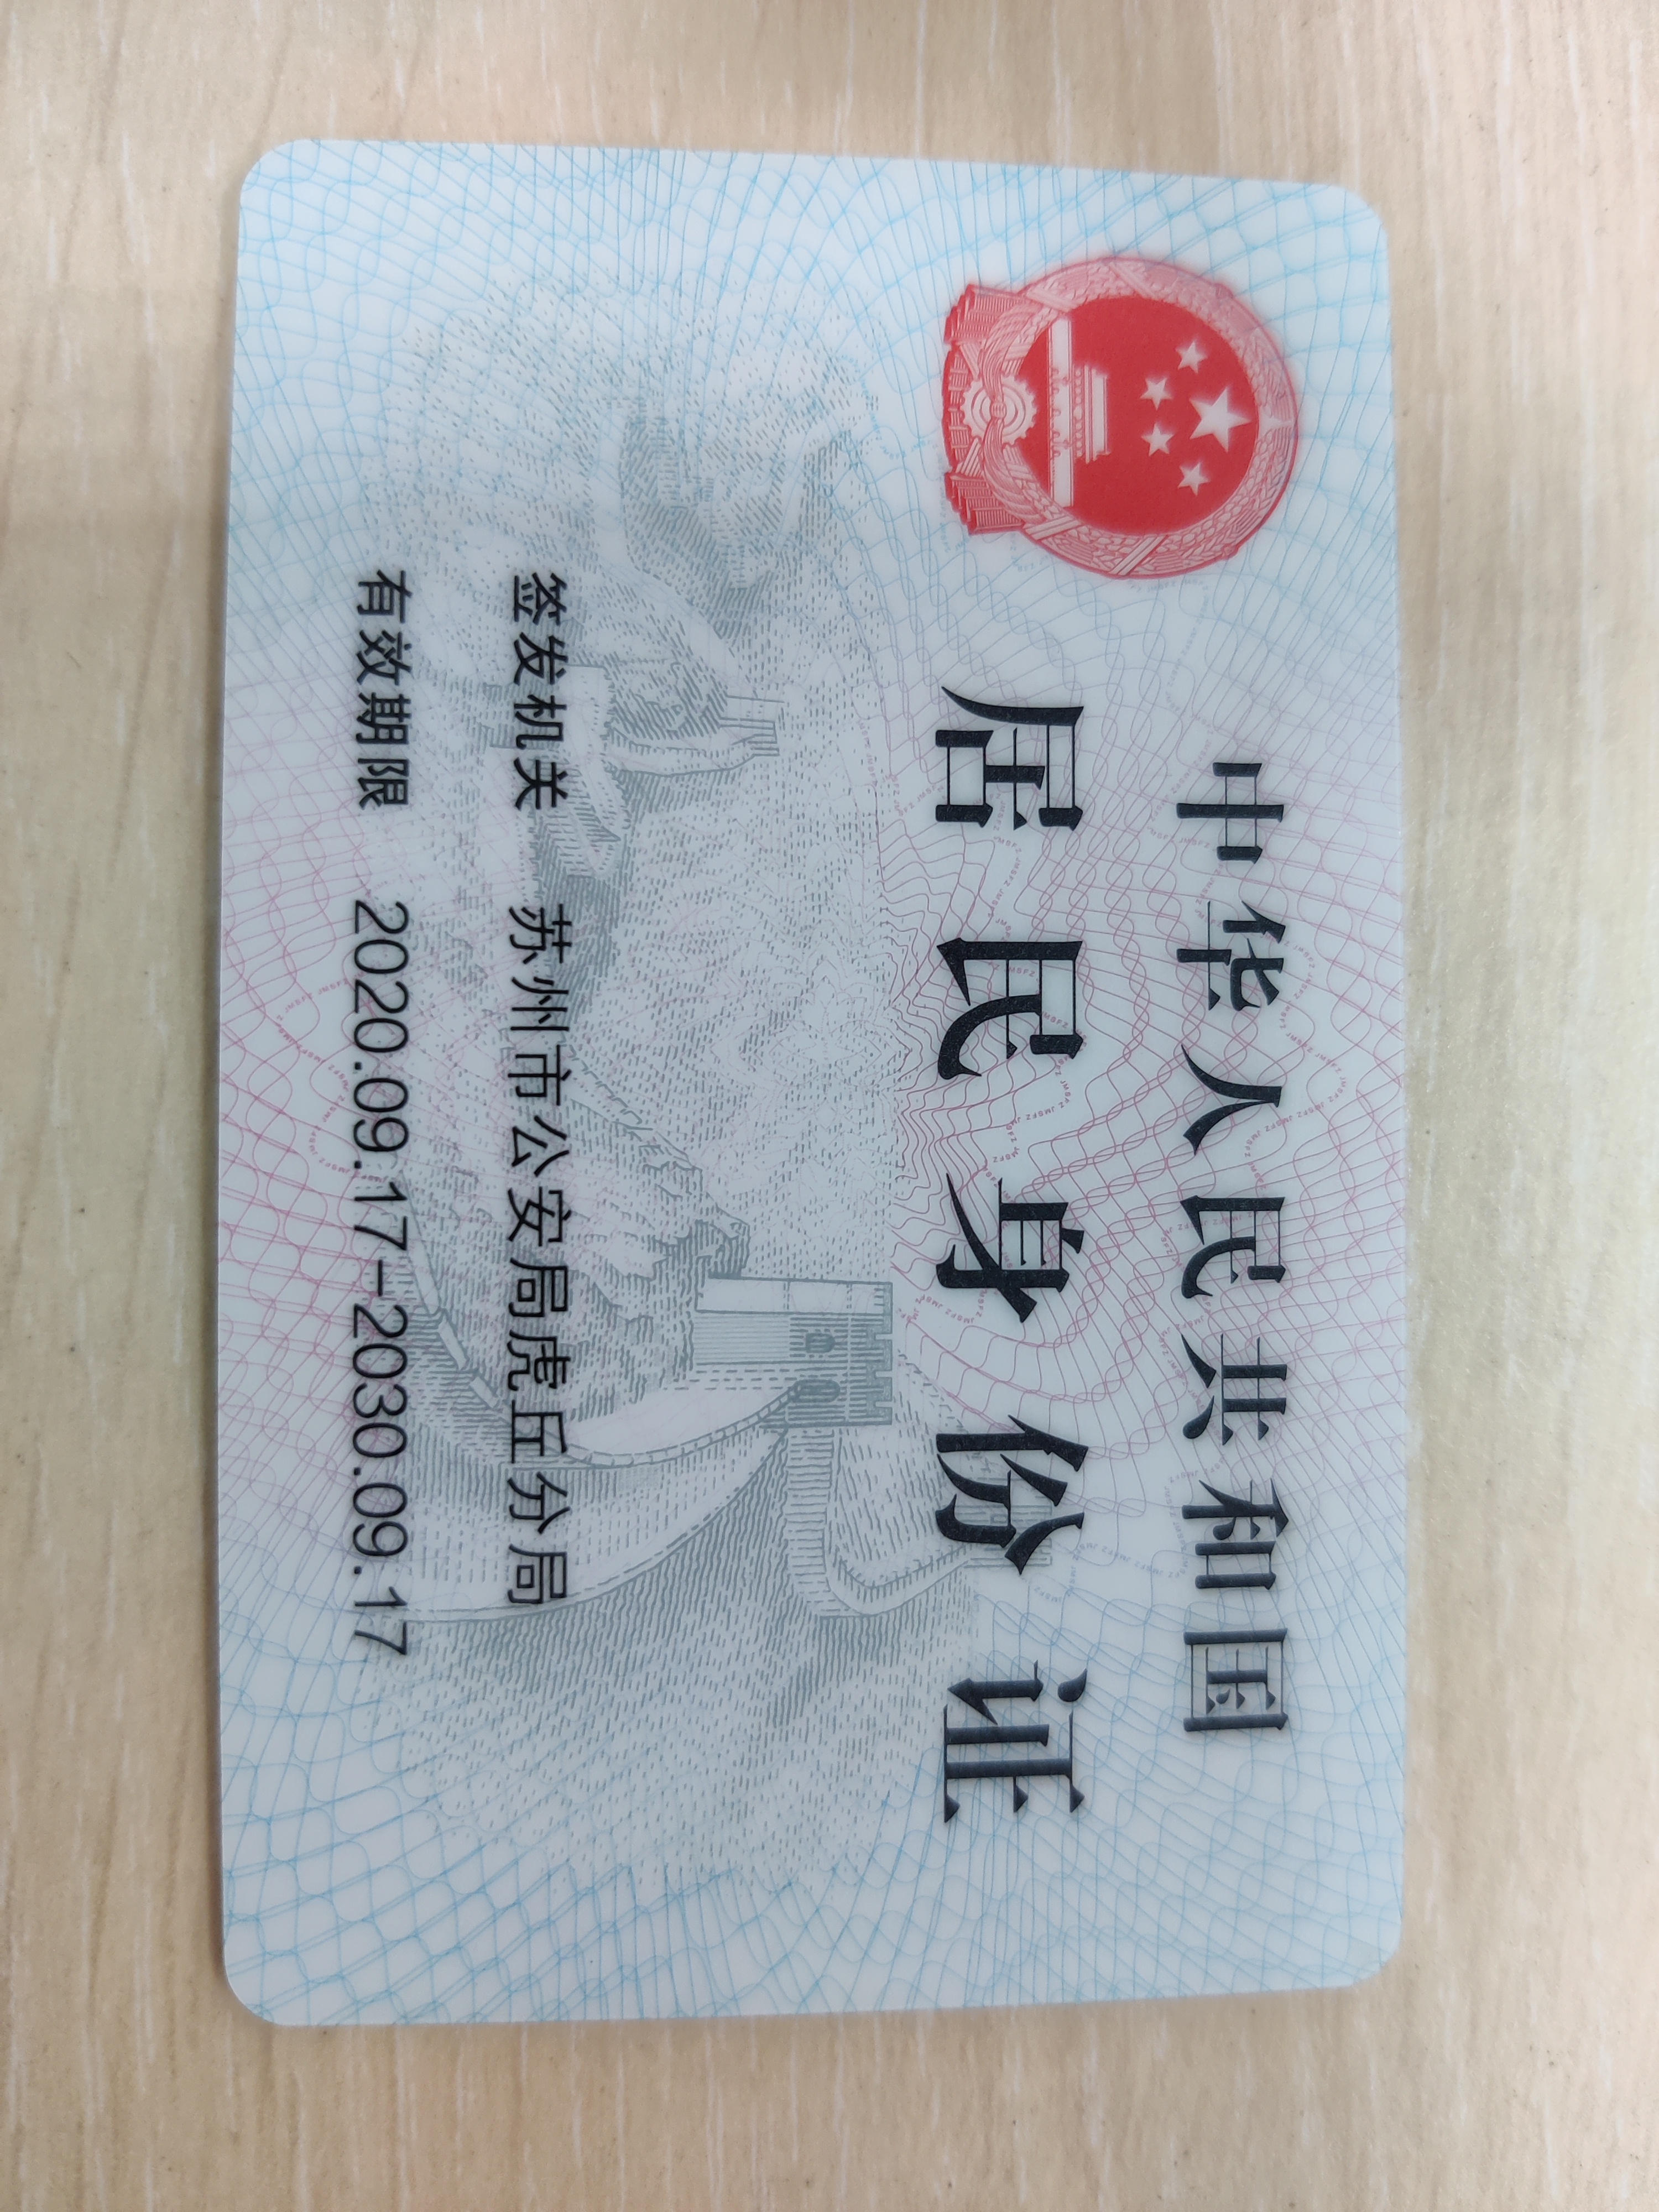 中华人民共和国
居民身份证
签发机关 苏州市公安局虎丘分局
有效期限 2020.09.17-2030.09.17